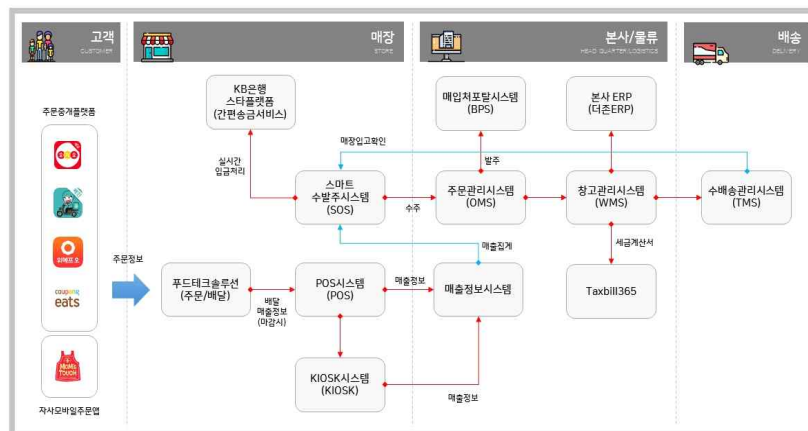 고객
CUSTOMER
매장
STORE
본사/물류
HEAD QUARTER/LOGISTICS
배송
DELIVERY
주문중개플랫폼
위메프오
coupang
eats
MOM'S
TOUCH
자사모바일주문앱
주문정보
KB은행
스타플랫폼
(간편송금서비스)
실시간
입금처리
스마트
수발주시스템
(SOS)
수주
푸드테크솔루션
(주문/배달)
배달
매출정보
(마감시)
POS시스템
(POS)
매출정보
KIOSK시스템
(KIOSK)
매출정보
매장입고확인
매입처포탈시스템
(BPS)
발주
주문관리시스템
(OMS)
매출집계
매출정보시스템
본사 ERP
(더존ERP)
창고관리시스템
(WMS)
세금계산서
Taxbill365
수배송관리시스템
(TMS)